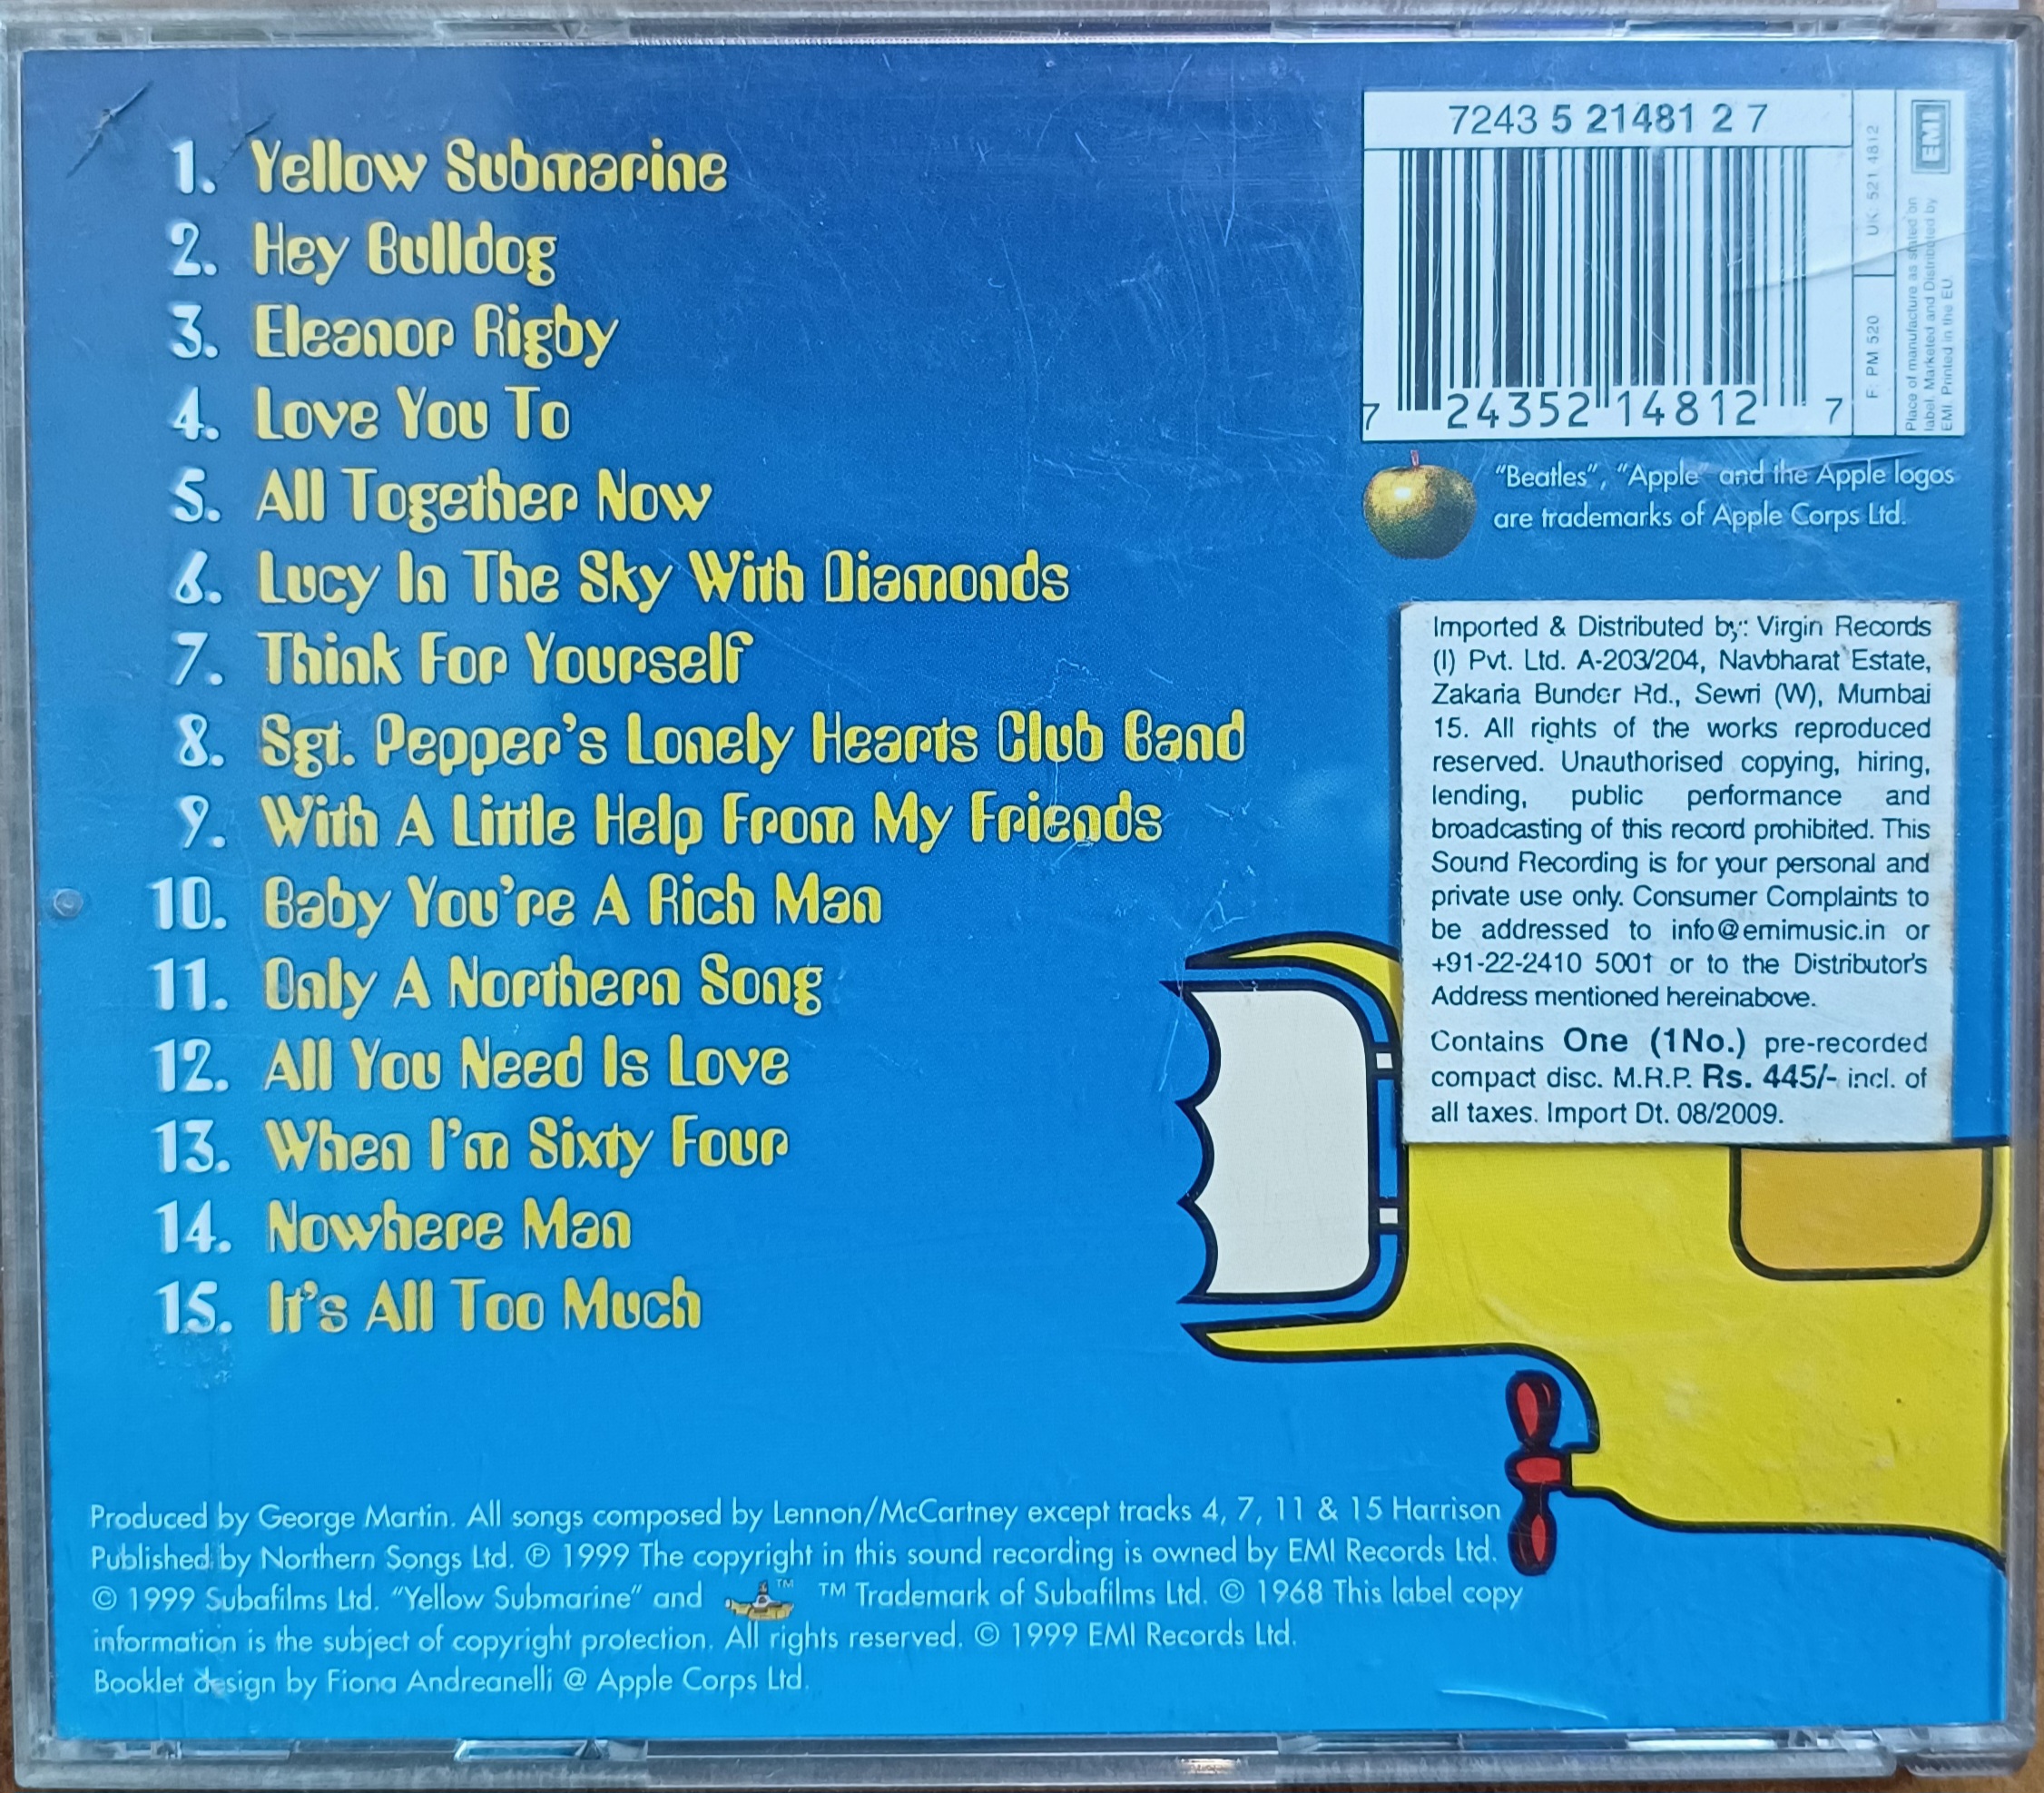 1. Yellow Submarine
2. Hey Bulldog
3. Eleanor Rigby
4. Love You To
5. All Together Now
6. Lucy In The Sky With Diamonds
7. Think For Yourself
8. Sgt. Pepper's Lonely Hearts Club Band
9. With A Little Help From My Friends
10. Baby You're A Rich Man
11. Only A Northern Song
12. All You Need Is Love
13. When I'm Sixty Four
14. Nowhere Man
15. It's All Too Much
7243 5 21481 2 7
7 24352 14812 7
UK: 521 4812
F: PM 520
EMI
Place of manufacture as stated on
label. Marketed and Distributed by
EMI. Printed in the EU.
"Beatles", "Apple" and the Apple logos
are trademarks of Apple Corps Ltd.
Imported & Distributed by: Virgin Records
(I) Pvt. Ltd. A-203/204, Navbharat Estate,
Zakaria Bunder Rd., Sewri (W), Mumbai
15. All rights of the works reproduced
reserved. Unauthorised copying, hiring,
lending, public performance and
broadcasting of this record prohibited. This
Sound Recording is for your personal and
private use only. Consumer Complaints to
be addressed to info@emimusic.in or
+91-22-2410 5001 or to the Distributor's
Address mentioned hereinabove.
Contains One (1No.) pre-recorded
compact disc. M.R.P. Rs. 445/- incl. of
all taxes. Import Dt. 08/2009.
Produced by George Martin. All songs composed by Lennon/McCartney except tracks 4, 7, 11 & 15 Harrison
Published by Northern Songs Ltd. ℗ 1999 The copyright in this sound recording is owned by EMI Records Ltd.
© 1999 Subafilms Ltd. "Yellow Submarine" and ™ ™ Trademark of Subafilms Ltd. © 1968 This label copy
information is the subject of copyright protection. All rights reserved. © 1999 EMI Records Ltd.
Booklet design by Fiona Andreanelli @ Apple Corps Ltd.